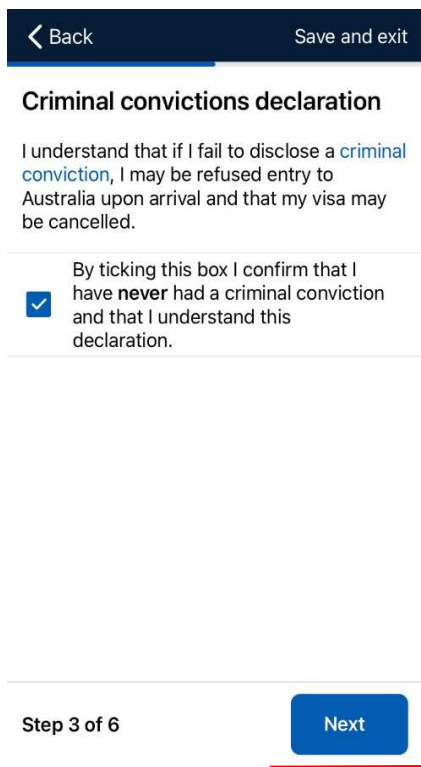 Back
Save and exit
Criminal convictions declaration
I understand that if I fail to disclose a criminal
conviction, I may be refused entry to
Australia upon arrival and that my visa may
be cancelled.
By ticking this box I confirm that I
have never had a criminal conviction
and that I understand this
declaration.
Step 3 of 6
Next